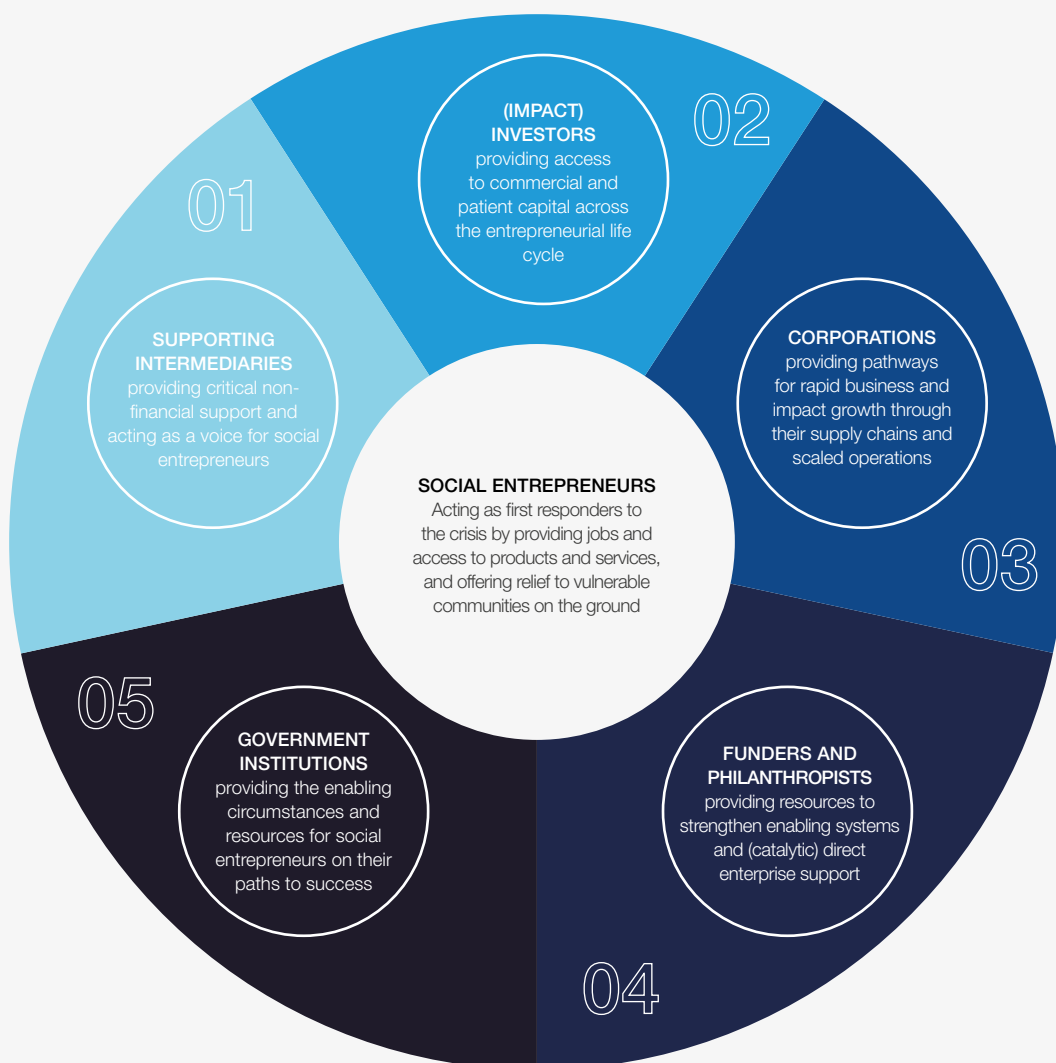 01
SUPPORTING
INTERMEDIARIES
providing critical non-
financial support and
acting as a voice for social
entrepreneurs
02
(IMPACT)
INVESTORS
providing access
to commercial and
patient capital across
the entrepreneurial life
cycle
CORPORATIONS
providing pathways
for rapid business and
impact growth through
their supply chains and
scaled operations
03
SOCIAL ENTREPRENEURS
Acting as first responders to
the crisis by providing jobs and
access to products and services,
and offering relief to vulnerable
communities on the ground
FUNDERS AND
PHILANTHROPISTS
providing resources to
strengthen enabling systems
and (catalytic) direct
enterprise support
04
05
GOVERNMENT
INSTITUTIONS
providing the enabling
circumstances and
resources for social
entrepreneurs on their
paths to success